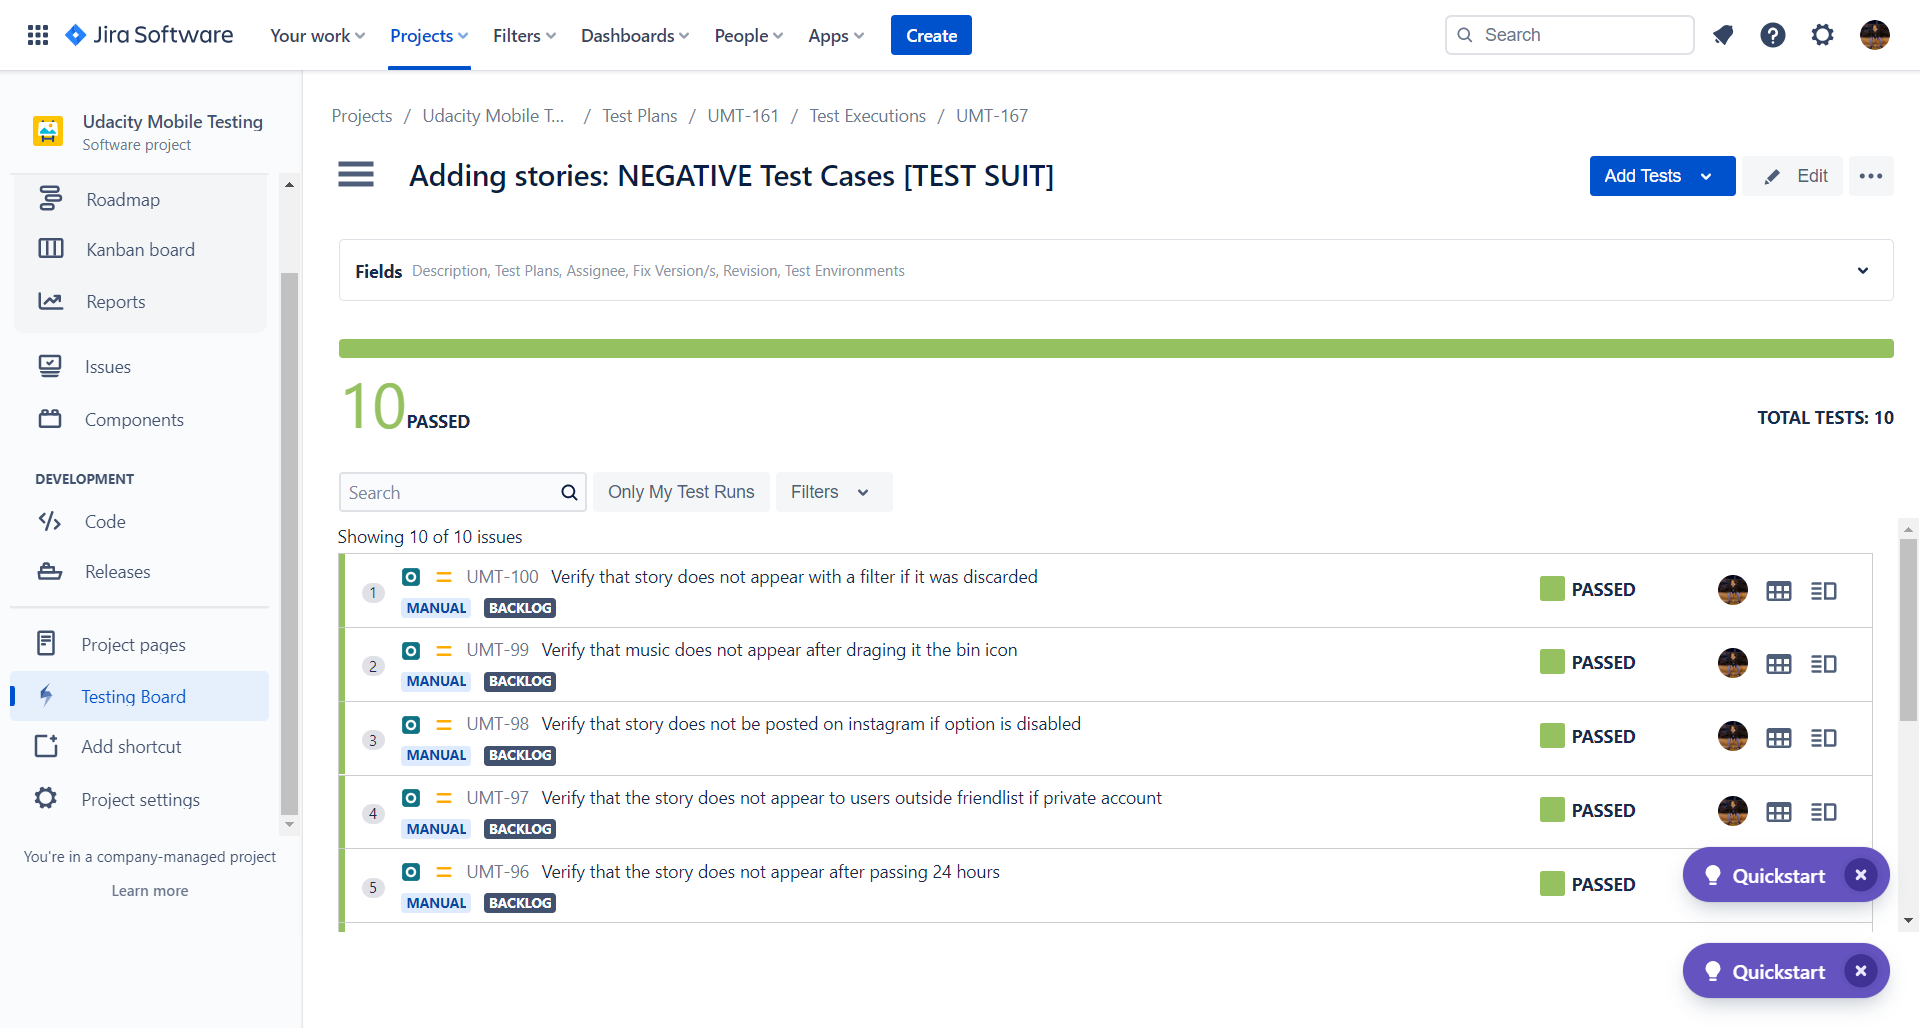 Jira Software Your work Projects Filters Dashboards People Apps Create Search
Udacity Mobile Testing
Software project
Roadmap
Kanban board
Reports
Issues
Components
DEVELOPMENT
Code
Releases
Project pages
Testing Board
Add shortcut
Project settings
You're in a company-managed project
Learn more
Projects / Udacity Mobile T... / Test Plans / UMT-161 / Test Executions / UMT-167
Adding stories: NEGATIVE Test Cases [TEST SUIT]
Add Tests Edit
Fields Description, Test Plans, Assignee, Fix Version/s, Revision, Test Environments
10 PASSED
TOTAL TESTS: 10
Search Only My Test Runs Filters
Showing 10 of 10 issues
1 UMT-100 Verify that story does not appear with a filter if it was discarded PASSED
MANUAL BACKLOG
2 UMT-99 Verify that music does not appear after draging it the bin icon PASSED
MANUAL BACKLOG
3 UMT-98 Verify that story does not be posted on instagram if option is disabled PASSED
MANUAL BACKLOG
4 UMT-97 Verify that the story does not appear to users outside friendlist if private account PASSED
MANUAL BACKLOG
5 UMT-96 Verify that the story does not appear after passing 24 hours PASSED
MANUAL BACKLOG
Quickstart
Quickstart